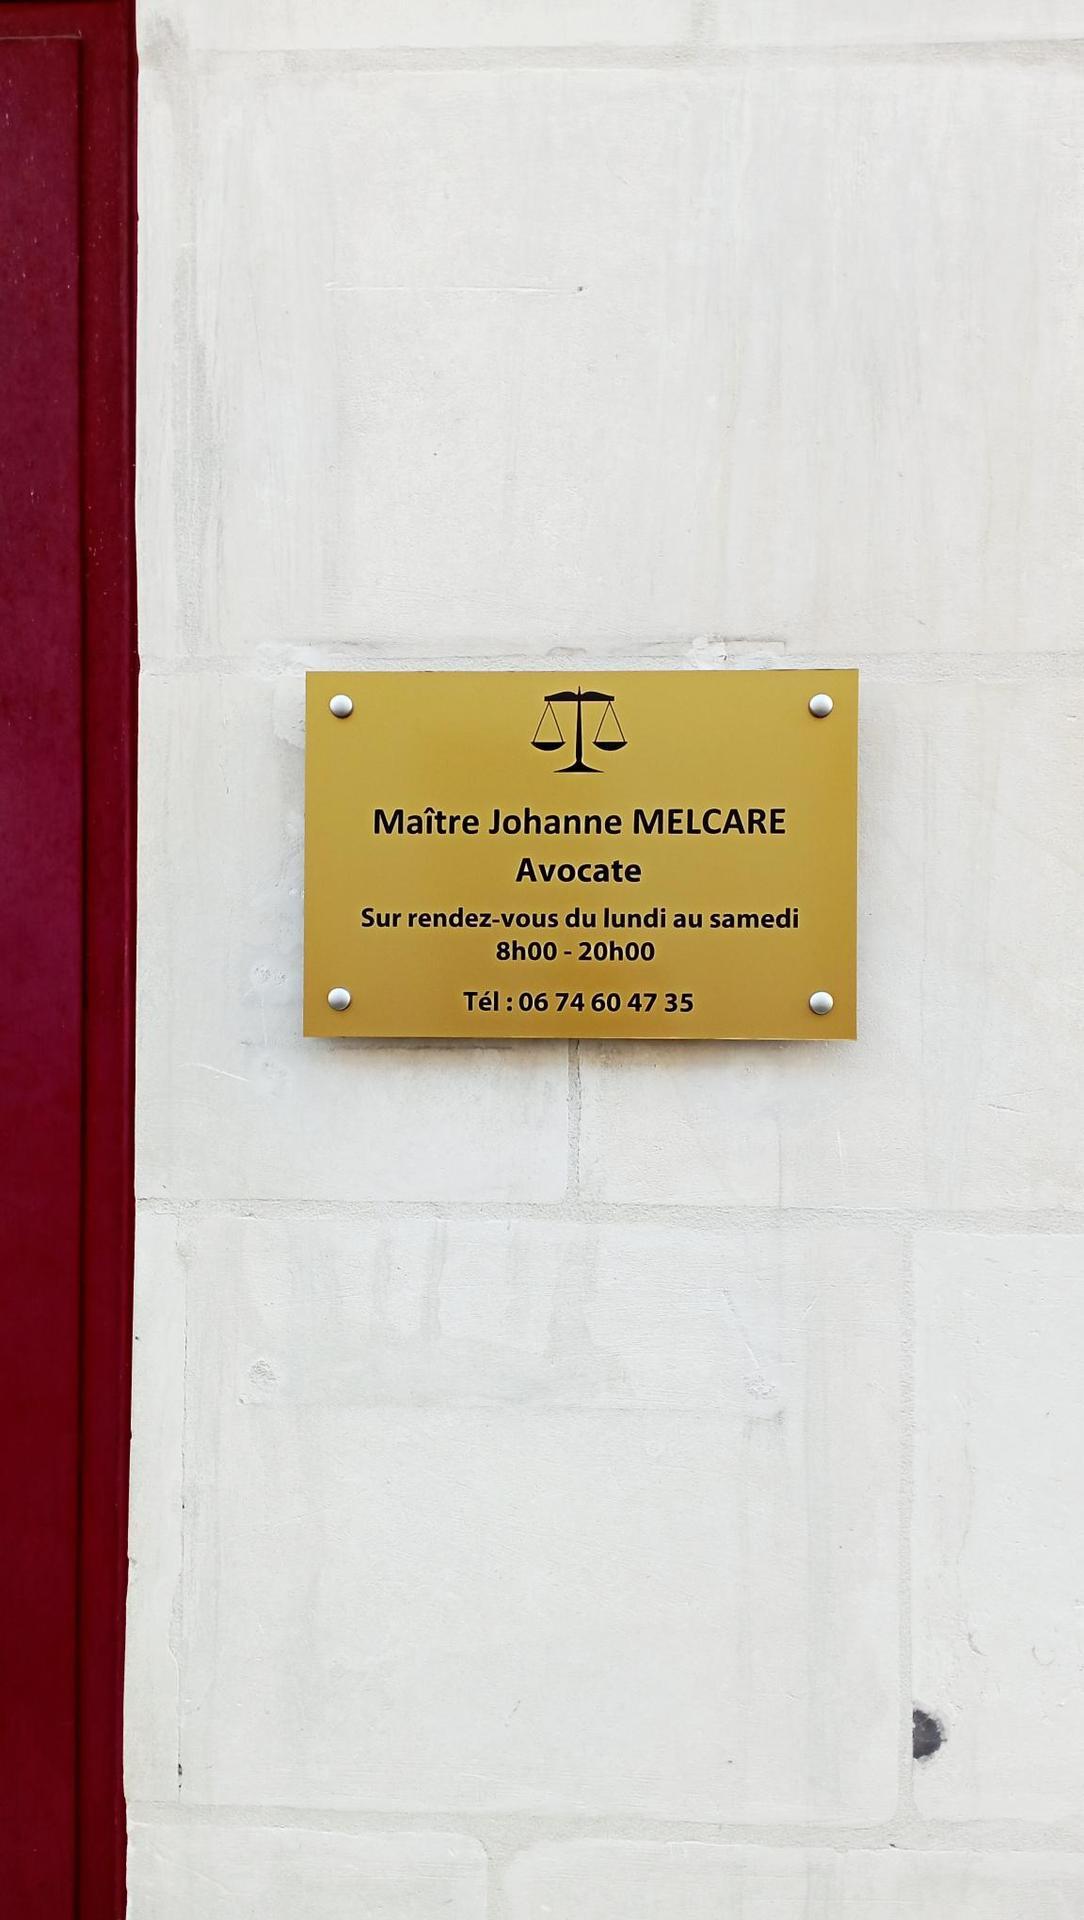 Maître Johanne MELCARE
Avocate
Sur rendez-vous du lundi au samedi
8h00 - 20h00
Tél : 06 74 60 47 35